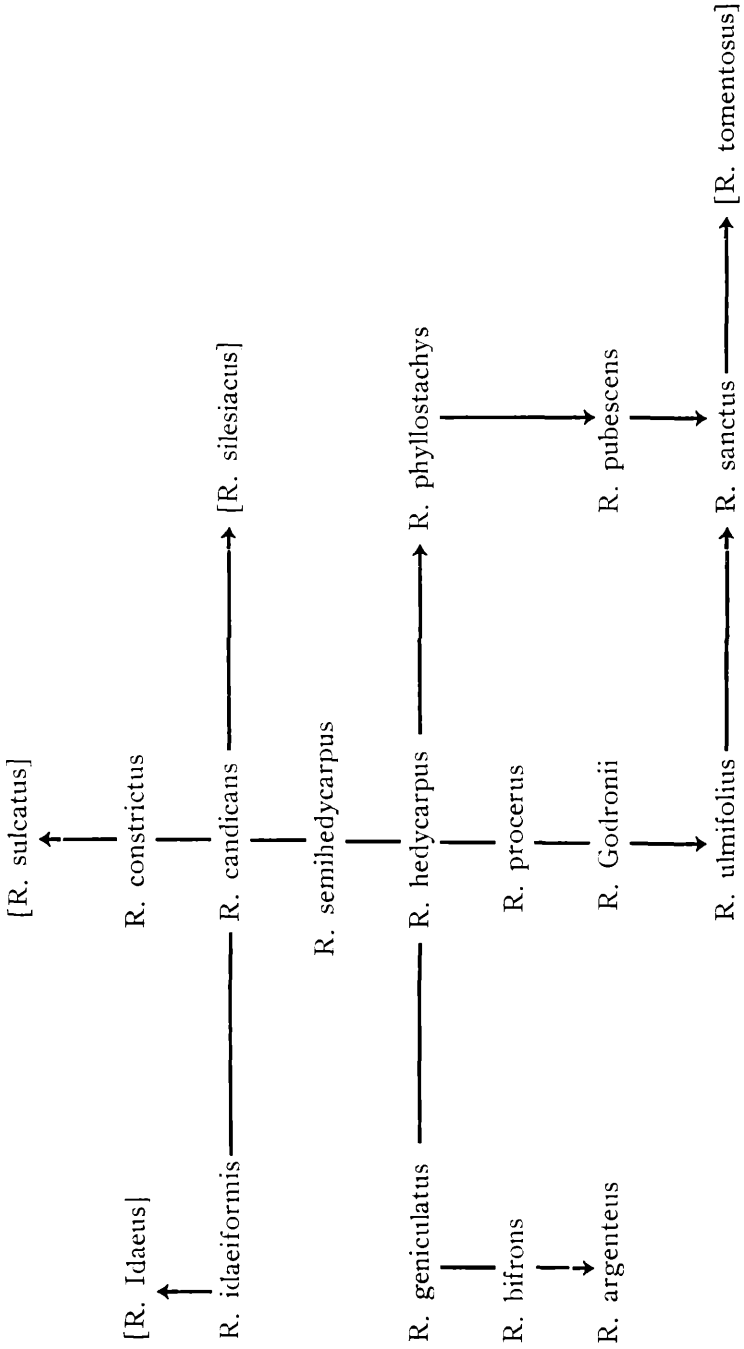 [R. sulcatus]
[R. Idaeus]
R. constrictus
R. idaeiformis
R. candicans
[R. silesiacus]
R. semihedycarpus
R. geniculatus
R. hedycarpus
R. phyllostachys
R. bifrons
R. procerus
R. argenteus
R. Godronii
R. pubescens
R. ulmifolius
R. sanctus
[R. tomentosus]